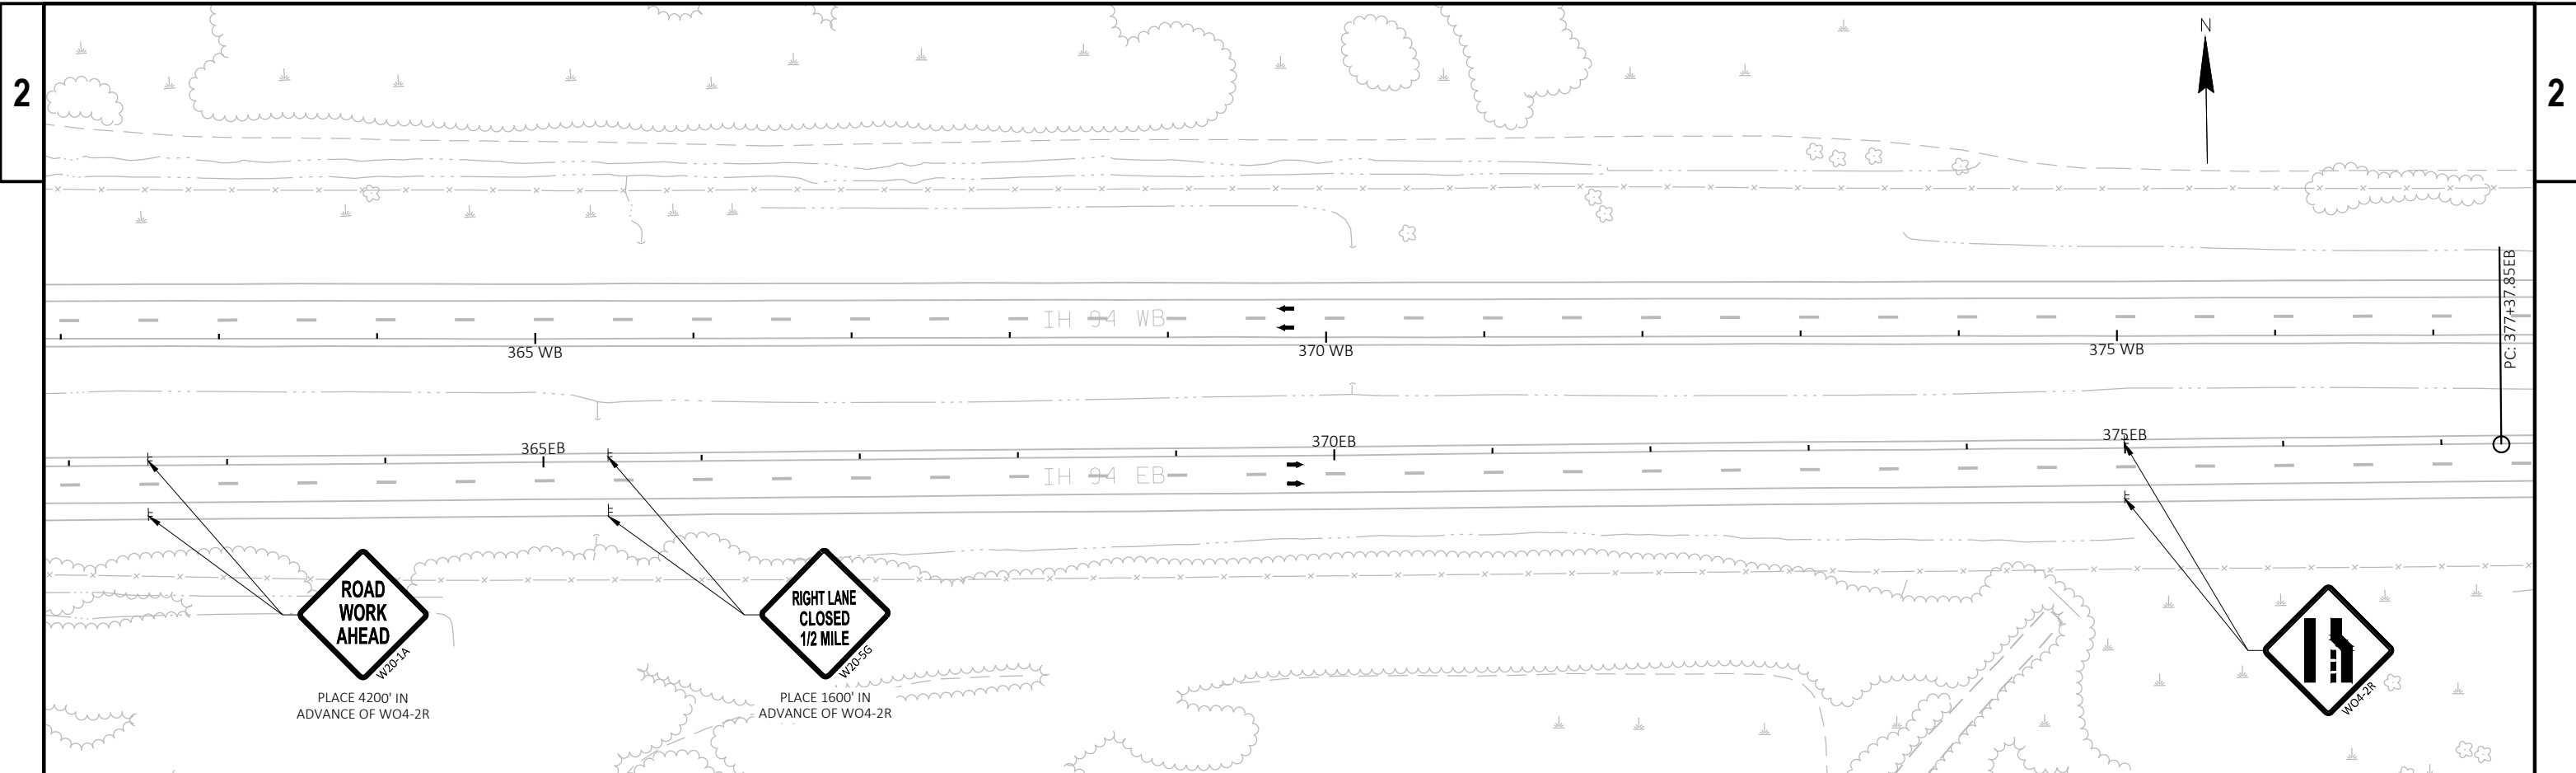 2
2
N
IH 94 WB
365 WB
370 WB
375 WB
PC: 377+37.85EB
365EB
370EB
375EB
IH 94 EB
ROAD
WORK
AHEAD
W20-1A
PLACE 4200' IN
ADVANCE OF WO4-2R
RIGHT LANE
CLOSED
1/2 MILE
W20-5G
PLACE 1600' IN
ADVANCE OF WO4-2R
WO4-2R